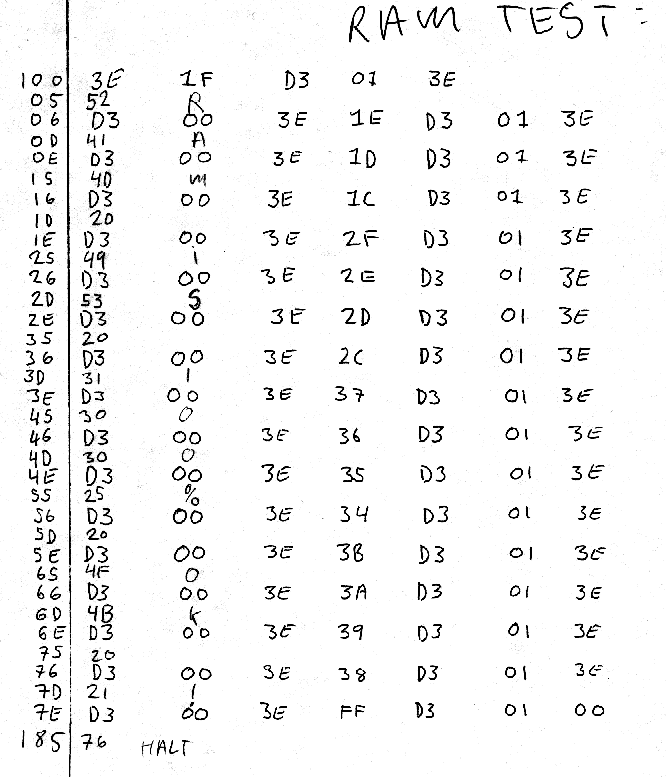 RAM TEST:
100 3E 1F D3 01 3E
05 52 R
06 D3 00 3E 1E D3 01 3E
0D 41 A
0E D3 00 3E 1D D3 01 3E
15 4D m
16 D3 00 3E 1C D3 01 3E
1D 20
1E D3 00 3E 2F D3 01 3E
25 49 I
26 D3 00 3E 2E D3 01 3E
2D 53 S
2E D3 00 3E 2D D3 01 3E
35 20
36 D3 00 3E 2C D3 01 3E
3D 31 1
3E D3 00 3E 37 D3 01 3E
45 30 0
46 D3 00 3E 36 D3 01 3E
4D 30 0
4E D3 00 3E 35 D3 01 3E
55 25 %
56 D3 00 3E 34 D3 01 3E
5D 20
5E D3 00 3E 3B D3 01 3E
65 4F O
66 D3 00 3E 3A D3 01 3E
6D 4B K
6E D3 00 3E 39 D3 01 3E
75 20
76 D3 00 3E 38 D3 01 3E
7D 21 !
7E D3 00 3E FF D3 01 00
185 76 HALT